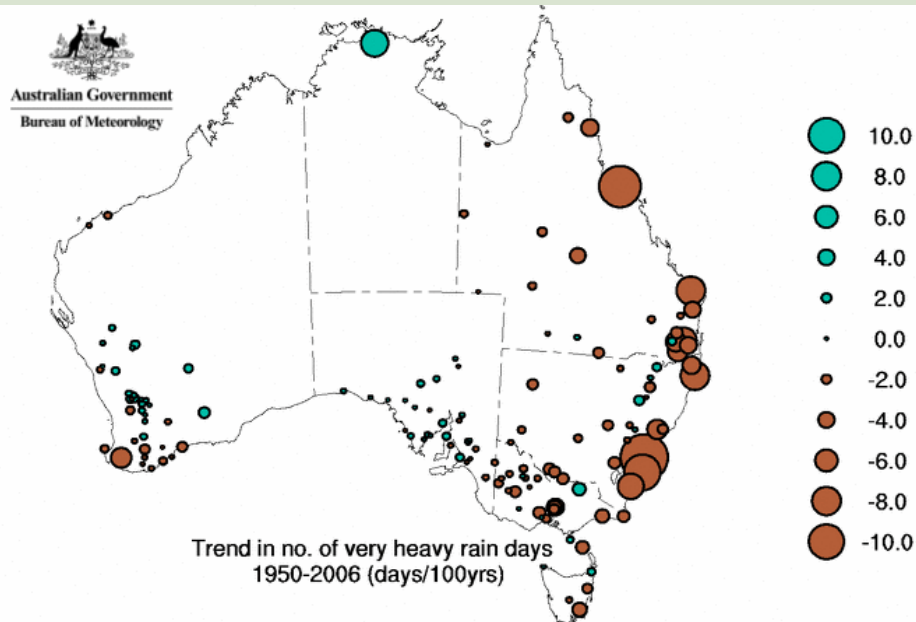 Australian Government
Bureau of Meteorology
10.0
8.0
6.0
4.0
2.0
0.0
-2.0
-4.0
-6.0
-8.0
-10.0
Trend in no. of very heavy rain days
1950-2006 (days/100yrs)